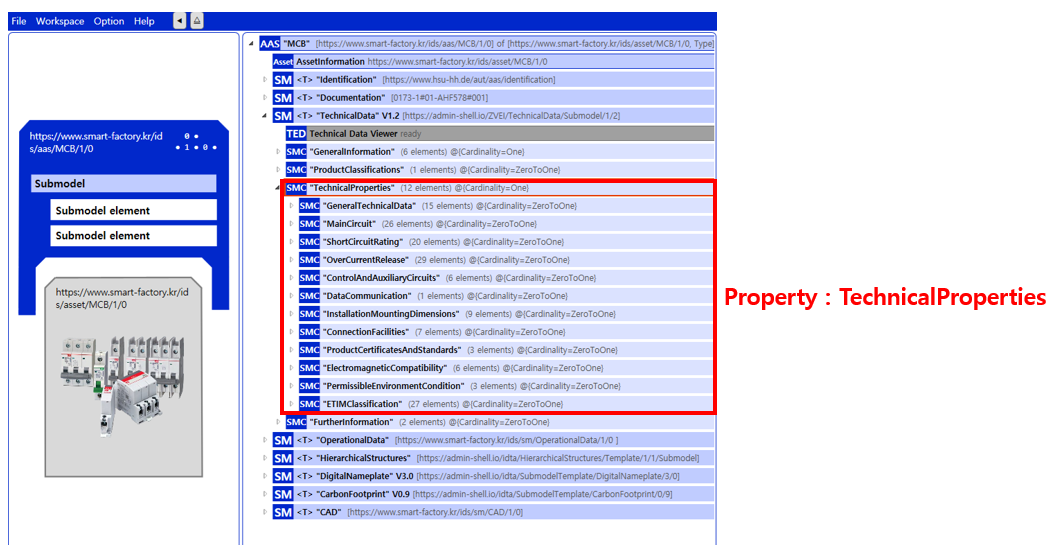 File Workspace Option Help
https://www.smart-factory.kr/id
s/aas/MCB/1/0
0
1 0
Submodel
Submodel element
Submodel element
https://www.smart-factory.kr/id
s/asset/MCB/1/0
AAS "MCB" [https://www.smart-factory.kr/ids/aas/MCB/1/0] of [https://www.smart-factory.kr/ids/asset/MCB/1/0, Type]
Asset AssetInformation https://www.smart-factory.kr/ids/asset/MCB/1/0
SM <T> "Identification" [https://www.hsu-hh.de/aut/aas/identification]
SM <T> "Documentation" [0173-1#01-AHF578#001]
SM <T> "TechnicalData" V1.2 [https://admin-shell.io/ZVEI/TechnicalData/Submodel/1/2]
TED Technical Data Viewer ready
SMC "GeneralInformation" (6 elements) @{Cardinality=One}
SMC "ProductClassifications" (1 elements) @{Cardinality=ZeroToOne}
SMC "TechnicalProperties" (12 elements) @{Cardinality=One}
SMC "GeneralTechnicalData" (15 elements) @{Cardinality=ZeroToOne}
SMC "MainCircuit" (26 elements) @{Cardinality=ZeroToOne}
SMC "ShortCircuitRating" (20 elements) @{Cardinality=ZeroToOne}
SMC "OverCurrentRelease" (29 elements) @{Cardinality=ZeroToOne}
SMC "ControlAndAuxiliaryCircuits" (6 elements) @{Cardinality=ZeroToOne}
SMC "DataCommunication" (1 elements) @{Cardinality=ZeroToOne}
SMC "InstallationMountingDimensions" (9 elements) @{Cardinality=ZeroToOne}
SMC "ConnectionFacilities" (7 elements) @{Cardinality=ZeroToOne}
SMC "ProductCertificatesAndStandards" (3 elements) @{Cardinality=ZeroToOne}
SMC "ElectromagneticCompatibility" (6 elements) @{Cardinality=ZeroToOne}
SMC "PermissibleEnvironmentCondition" (3 elements) @{Cardinality=ZeroToOne}
SMC "ETIMClassification" (27 elements) @{Cardinality=ZeroToOne}
SMC "FurtherInformation" (2 elements) @{Cardinality=ZeroToOne}
SM <T> "OperationalData" [https://www.smart-factory.kr/ids/sm/OperationalData/1/0 ]
SM <T> "HierarchicalStructures" [https://admin-shell.io/idta/HierarchicalStructures/Template/1/1/Submodel]
SM <T> "DigitalNameplate" V3.0 [https://admin-shell.io/idta/SubmodelTemplate/DigitalNameplate/3/0]
SM <T> "CarbonFootprint" V0.9 [https://admin-shell.io/idta/SubmodelTemplate/CarbonFootprint/0/9]
SM <T> "CAD" [https://www.smart-factory.kr/ids/sm/CAD/1/0]
Property : TechnicalProperties